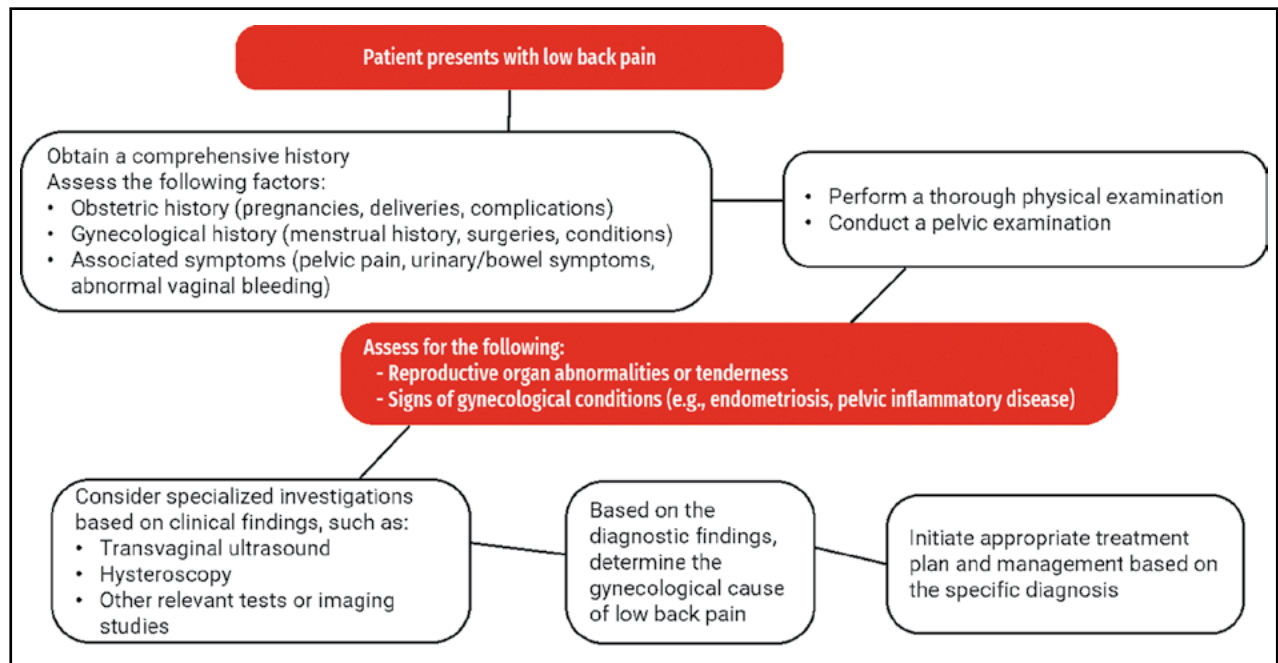 Patient presents with low back pain
Obtain a comprehensive history
Assess the following factors:
• Obstetric history (pregnancies, deliveries, complications)
• Gynecological history (menstrual history, surgeries, conditions)
• Associated symptoms (pelvic pain, urinary/bowel symptoms,
abnormal vaginal bleeding)
• Perform a thorough physical examination
• Conduct a pelvic examination
Assess for the following:
- Reproductive organ abnormalities or tenderness
- Signs of gynecological conditions (e.g., endometriosis, pelvic inflammatory disease)
Consider specialized investigations
based on clinical findings, such as:
• Transvaginal ultrasound
• Hysteroscopy
• Other relevant tests or imaging
studies
Based on the
diagnostic findings,
determine the
gynecological cause
of low back pain
Initiate appropriate treatment
plan and management based on
the specific diagnosis